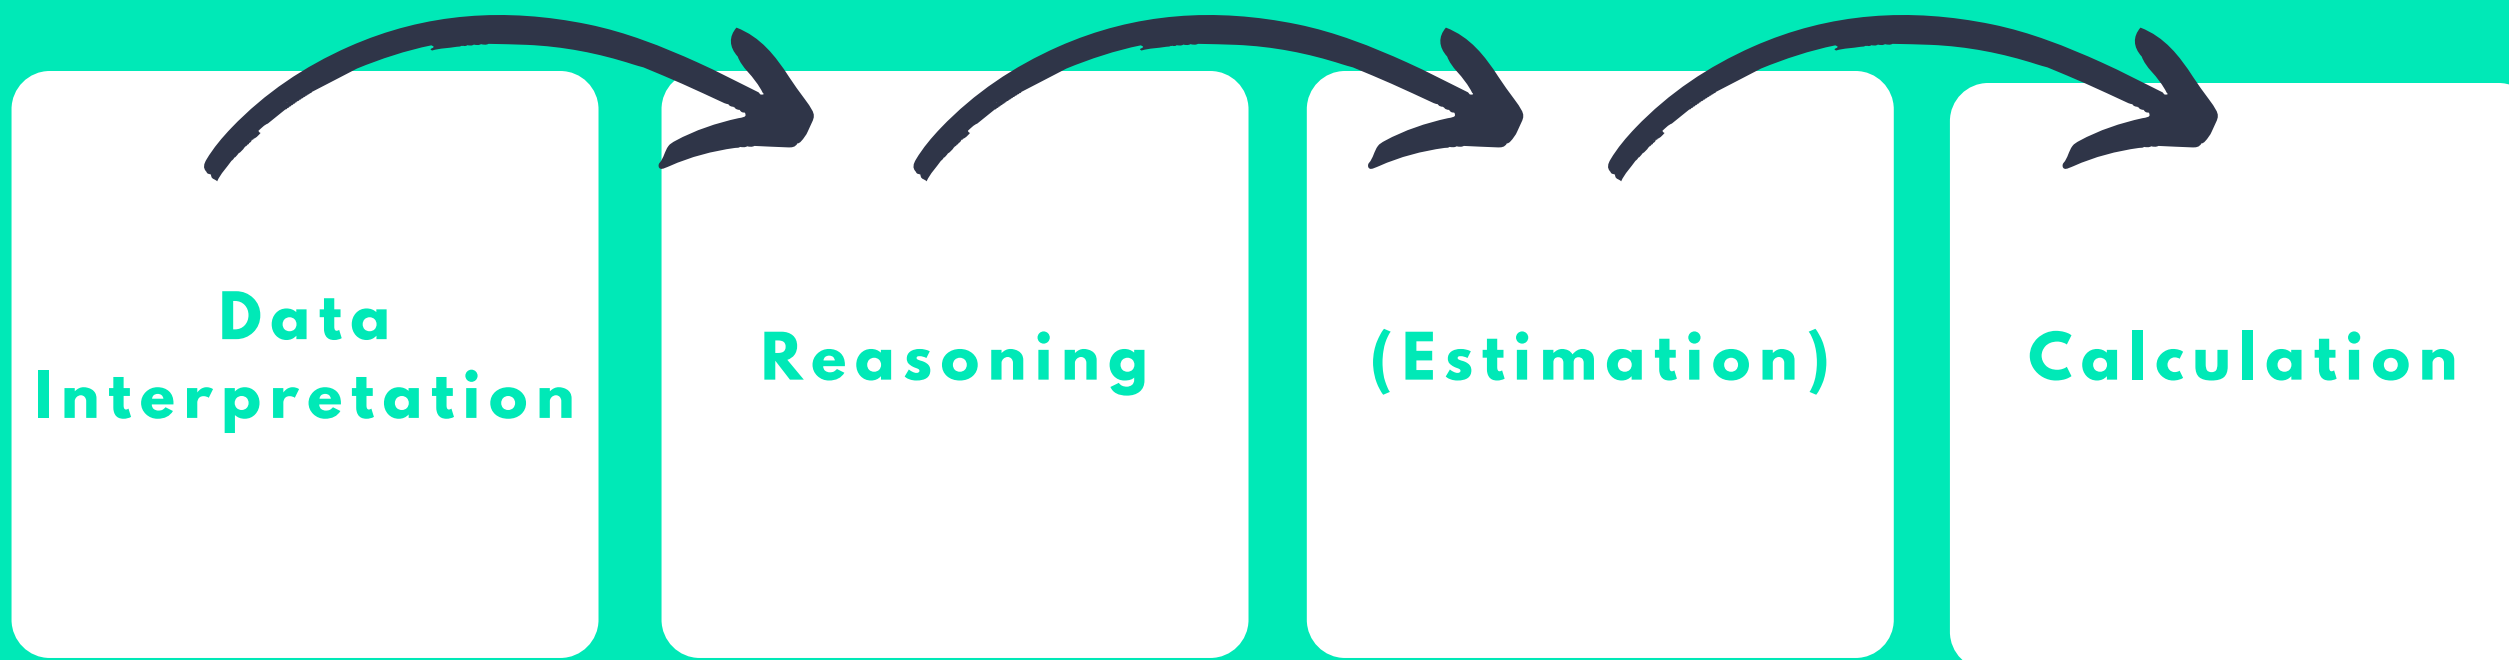 Data
Interpretation
Reasoning
(Estimation)
Calculation